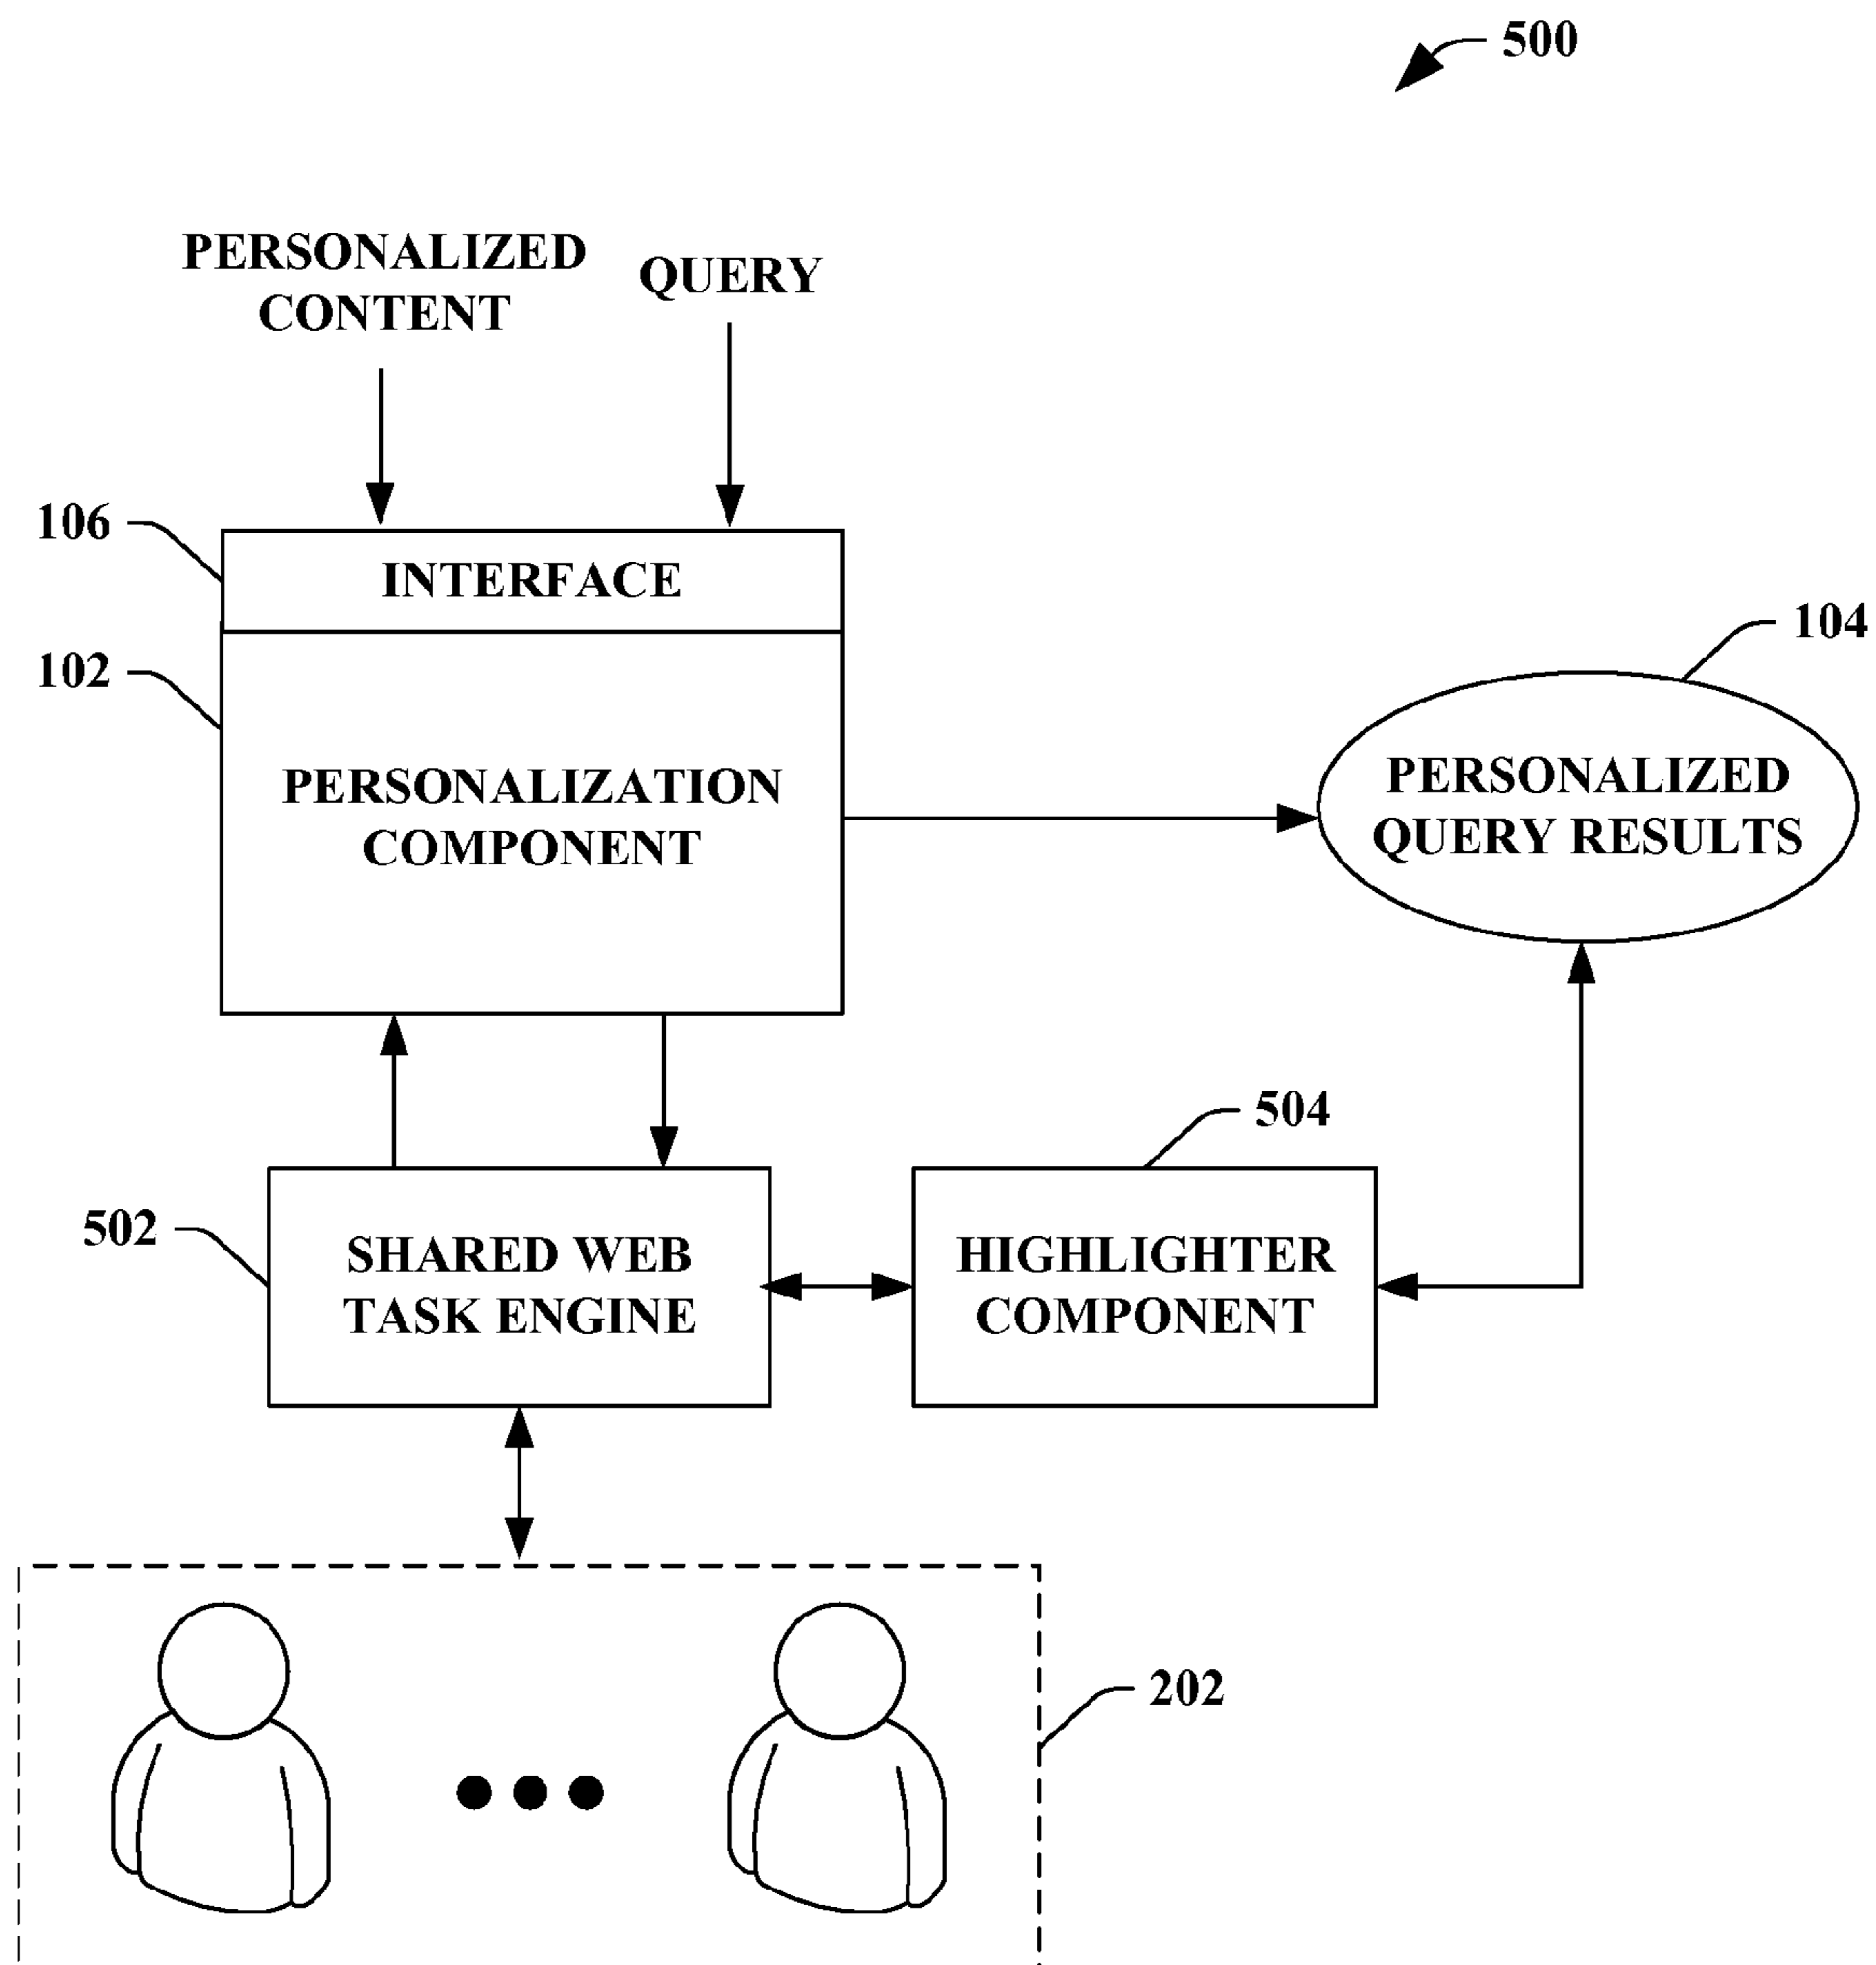 500
PERSONALIZED
CONTENT
QUERY
106
INTERFACE
102
PERSONALIZATION
COMPONENT
104
PERSONALIZED
QUERY RESULTS
504
502
SHARED WEB
TASK ENGINE
HIGHLIGHTER
COMPONENT
202